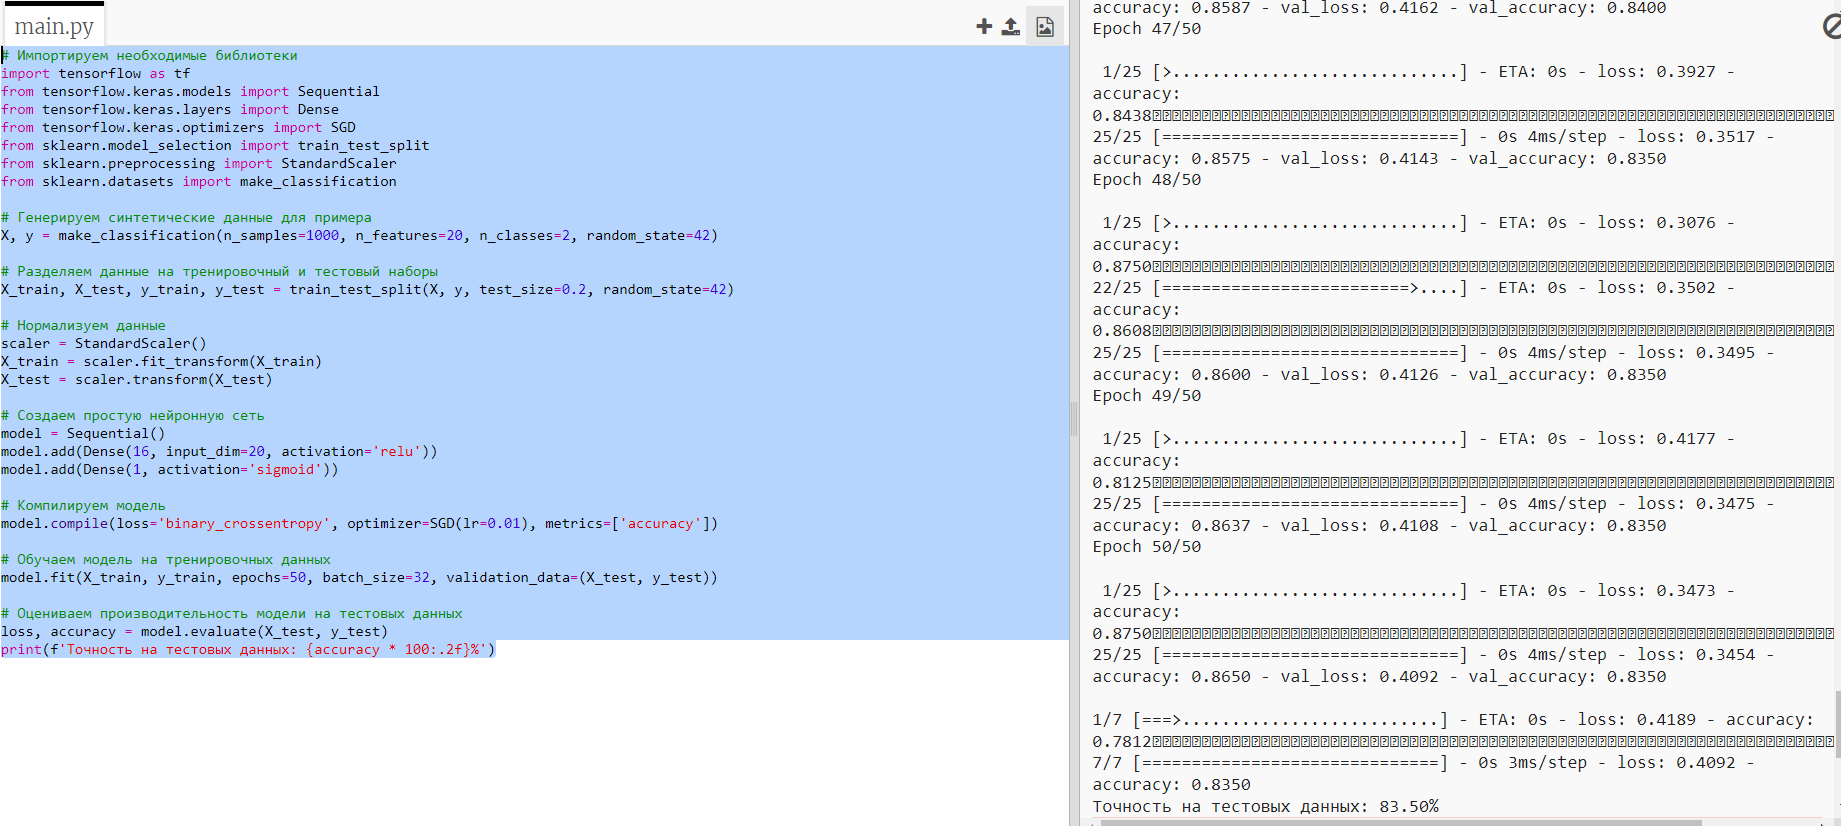 main.py
# Импортируем необходимые библиотеки
import tensorflow as tf
from tensorflow.keras.models import Sequential
from tensorflow.keras.layers import Dense
from tensorflow.keras.optimizers import SGD
from sklearn.model_selection import train_test_split
from sklearn.preprocessing import StandardScaler
from sklearn.datasets import make_classification
# Генерируем синтетические данные для примера
X, y = make_classification(n_samples=1000, n_features=20, n_classes=2, random_state=42)
# Разделяем данные на тренировочный и тестовый наборы
X_train, X_test, y_train, y_test = train_test_split(X, y, test_size=0.2, random_state=42)
# Нормализуем данные
scaler = StandardScaler()
X_train = scaler.fit_transform(X_train)
X_test = scaler.transform(X_test)
# Создаем простую нейронную сеть
model = Sequential()
model.add(Dense(16, input_dim=20, activation='relu'))
model.add(Dense(1, activation='sigmoid'))
# Компилируем модель
model.compile(loss='binary_crossentropy', optimizer=SGD(lr=0.01), metrics=['accuracy'])
# Обучаем модель на тренировочных данных
model.fit(X_train, y_train, epochs=50, batch_size=32, validation_data=(X_test, y_test))
# Оцениваем производительность модели на тестовых данных
loss, accuracy = model.evaluate(X_test, y_test)
print(f'Точность на тестовых данных: {accuracy * 100:.2f}%')
accuracy: 0.8587 - val_loss: 0.4162 - val_accuracy: 0.8400
Epoch 47/50
1/25 [>.............................] - ETA: 0s - loss: 0.3927 -
accuracy:
0.8438
25/25 [==============================] - 0s 4ms/step - loss: 0.3517 -
accuracy: 0.8575 - val_loss: 0.4143 - val_accuracy: 0.8350
Epoch 48/50
1/25 [>.............................] - ETA: 0s - loss: 0.3076 -
accuracy:
0.8750
22/25 [=========================>....] - ETA: 0s - loss: 0.3502 -
accuracy:
0.8608
25/25 [==============================] - 0s 4ms/step - loss: 0.3495 -
accuracy: 0.8600 - val_loss: 0.4126 - val_accuracy: 0.8350
Epoch 49/50
1/25 [>.............................] - ETA: 0s - loss: 0.4177 -
accuracy:
0.8125
25/25 [==============================] - 0s 4ms/step - loss: 0.3475 -
accuracy: 0.8637 - val_loss: 0.4108 - val_accuracy: 0.8350
Epoch 50/50
1/25 [>.............................] - ETA: 0s - loss: 0.3473 -
accuracy:
0.8750
25/25 [==============================] - 0s 4ms/step - loss: 0.3454 -
accuracy: 0.8650 - val_loss: 0.4092 - val_accuracy: 0.8350
1/7 [===>..........................] - ETA: 0s - loss: 0.4189 - accuracy:
0.7812
7/7 [==============================] - 0s 3ms/step - loss: 0.4092 -
accuracy: 0.8350
Точность на тестовых данных: 83.50%